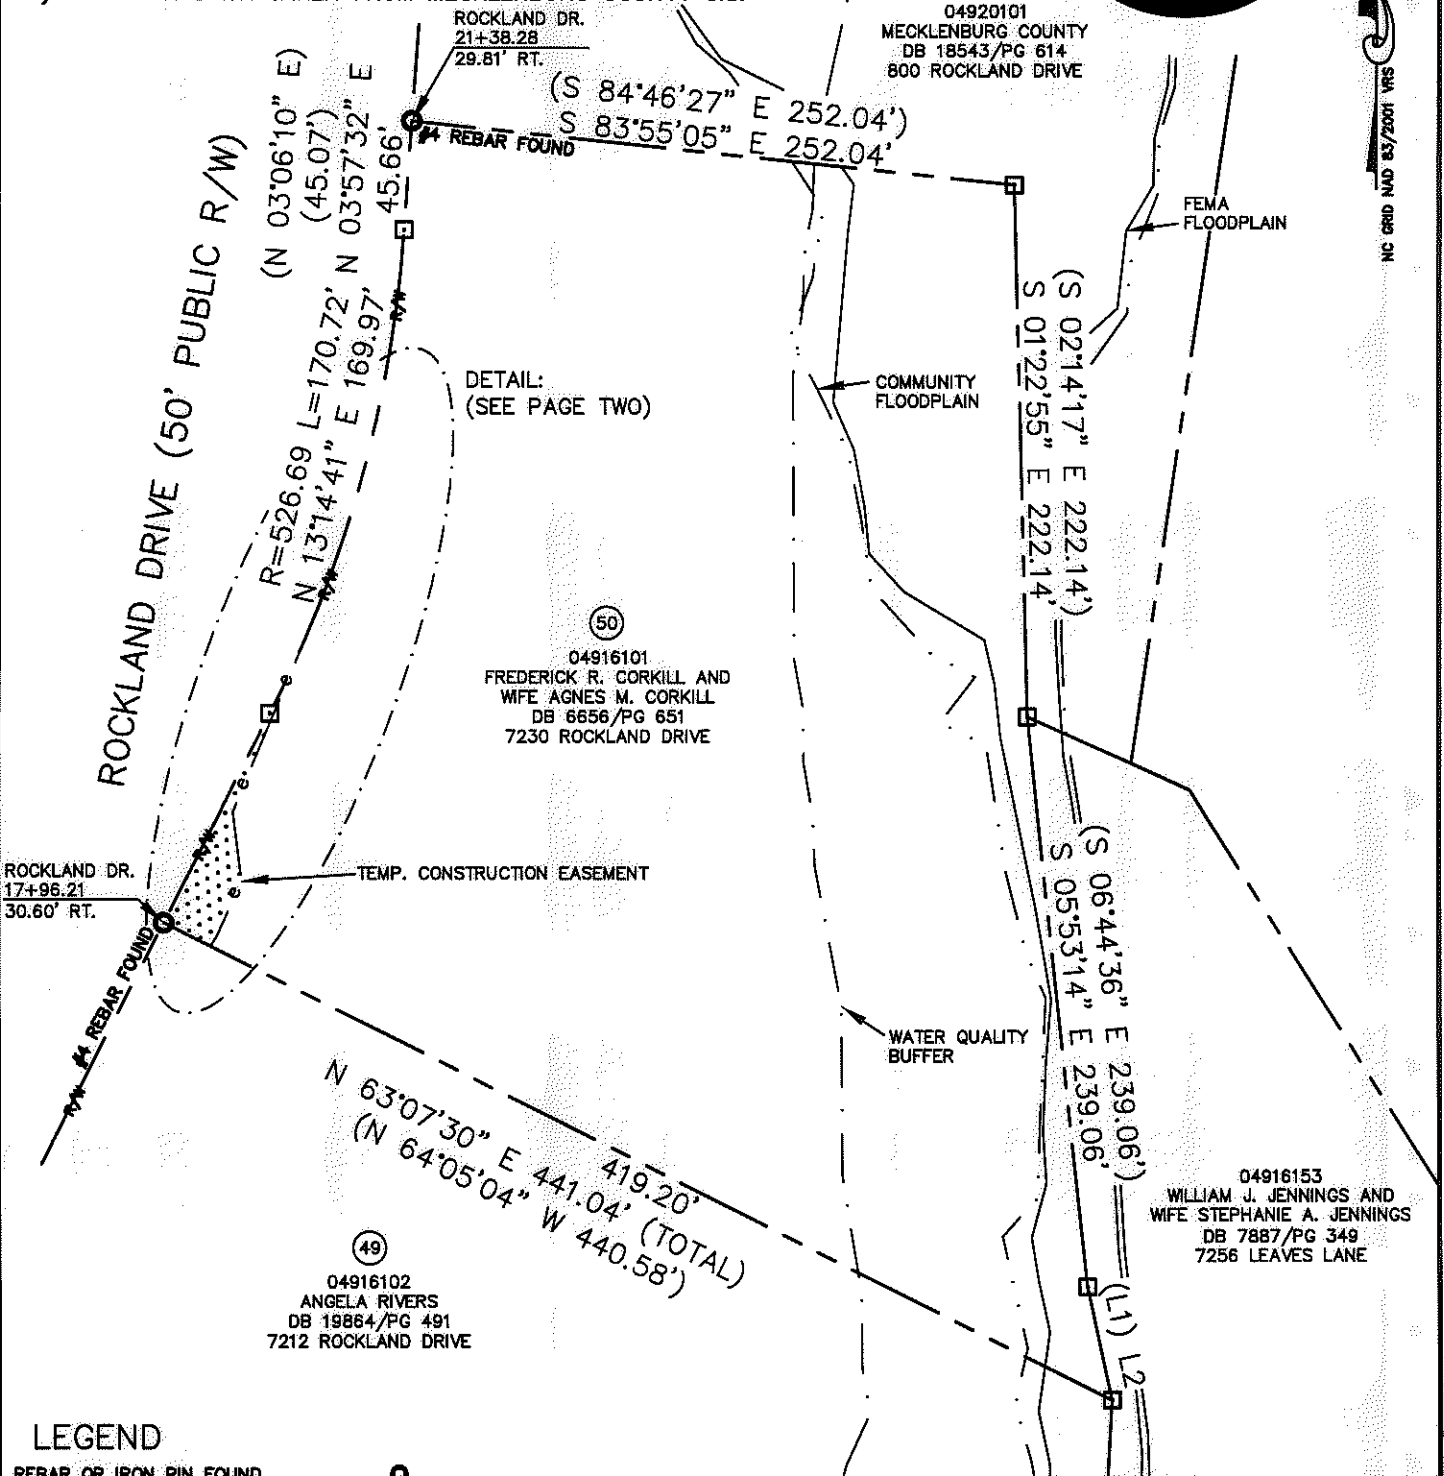 ROCKLAND DR.
21+38.28
29.81' RT.
04920101
MECKLENBURG COUNTY
DB 18543/PG 614
800 ROCKLAND DRIVE
NC GRID NAD 83/2001 VRS
(S 84°46'27" E 252.04')
S 83°55'05" E 252.04'
#4 REBAR FOUND
(N 03°06'10" E)
(45.07')
N 03°57'32" E
45.66'
FEMA
FLOODPLAIN
ROCKLAND DRIVE (50' PUBLIC R/W)
R=526.69 L=170.72'
N 13°14'41" E 169.97'
R/W
R/W
DETAIL:
(SEE PAGE TWO)
COMMUNITY
FLOODPLAIN
(S 02°14'17" E 222.14')
S 01°22'55" E 222.14'
50
04916101
FREDERICK R. CORKILL AND
WIFE AGNES M. CORKILL
DB 6656/PG 651
7230 ROCKLAND DRIVE
e
e
R/W
e
TEMP. CONSTRUCTION EASEMENT
ROCKLAND DR.
17+96.21
30.60' RT.
#4 REBAR FOUND
R/W
(S 06°44'36" E 239.06')
S 05°53'14" E 239.06'
WATER QUALITY
BUFFER
419.20'
N 63°07'30" E 441.04' (TOTAL)
(N 64°05'04" W 440.58')
04916153
WILLIAM J. JENNINGS AND
WIFE STEPHANIE A. JENNINGS
DB 7887/PG 349
7256 LEAVES LANE
49
04916102
ANGELA RIVERS
DB 19864/PG 491
7212 ROCKLAND DRIVE
(L1) L2
LEGEND
REBAR OR IRON PIN FOUND